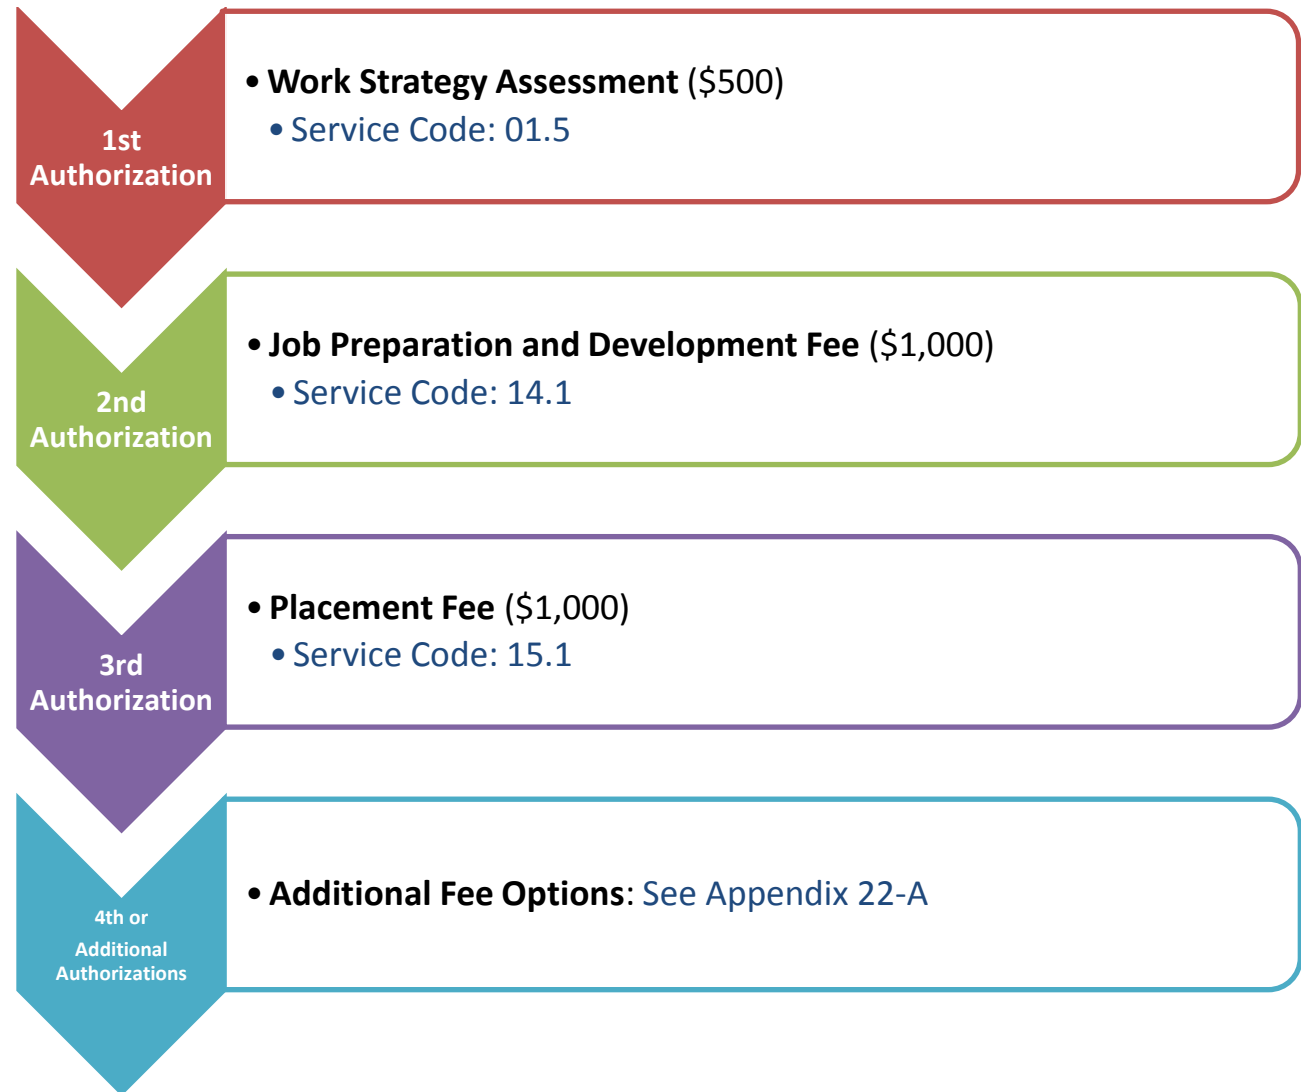 1st
Authorization
• Work Strategy Assessment ($500)
• Service Code: 01.5
2nd
Authorization
• Job Preparation and Development Fee ($1,000)
• Service Code: 14.1
3rd
Authorization
• Placement Fee ($1,000)
• Service Code: 15.1
4th or
Additional
Authorizations
• Additional Fee Options: See Appendix 22-A